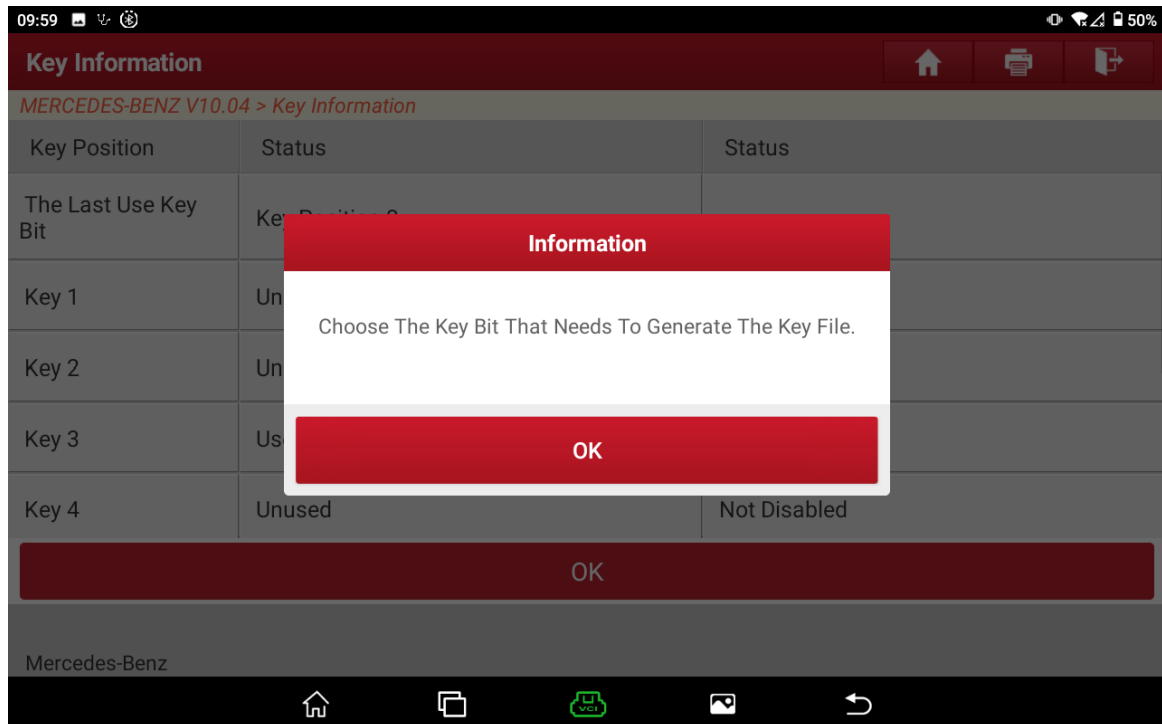 09:59 50%
Key Information
MERCEDES-BENZ V10.04 > Key Information
Key Position Status Status
The Last Use Key
Bit
Information
Key 1
Choose The Key Bit That Needs To Generate The Key File.
Key 2
Key 3
OK
Key 4 Unused Not Disabled
OK
Mercedes-Benz
VCI